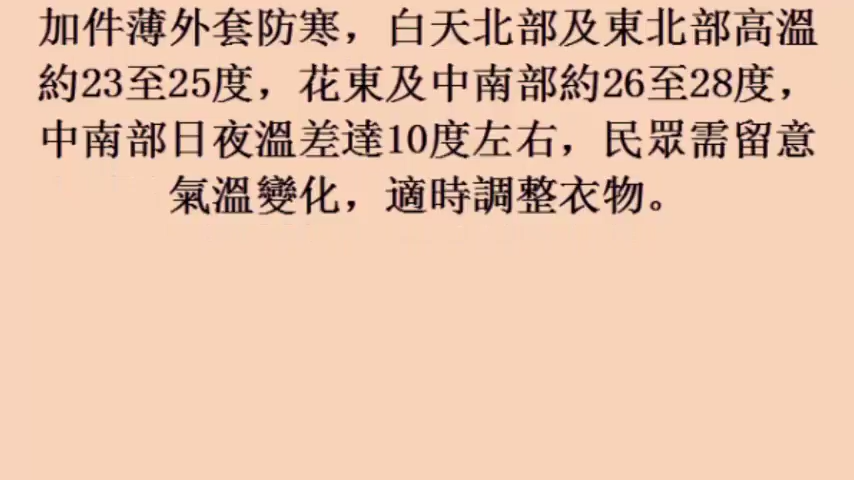 加件薄外套防寒，白天北部及東北部高溫
約23至25度，花東及中南部約26至28度，
中南部日夜溫差達10度左右，民眾需留意
氣溫變化，適時調整衣物。